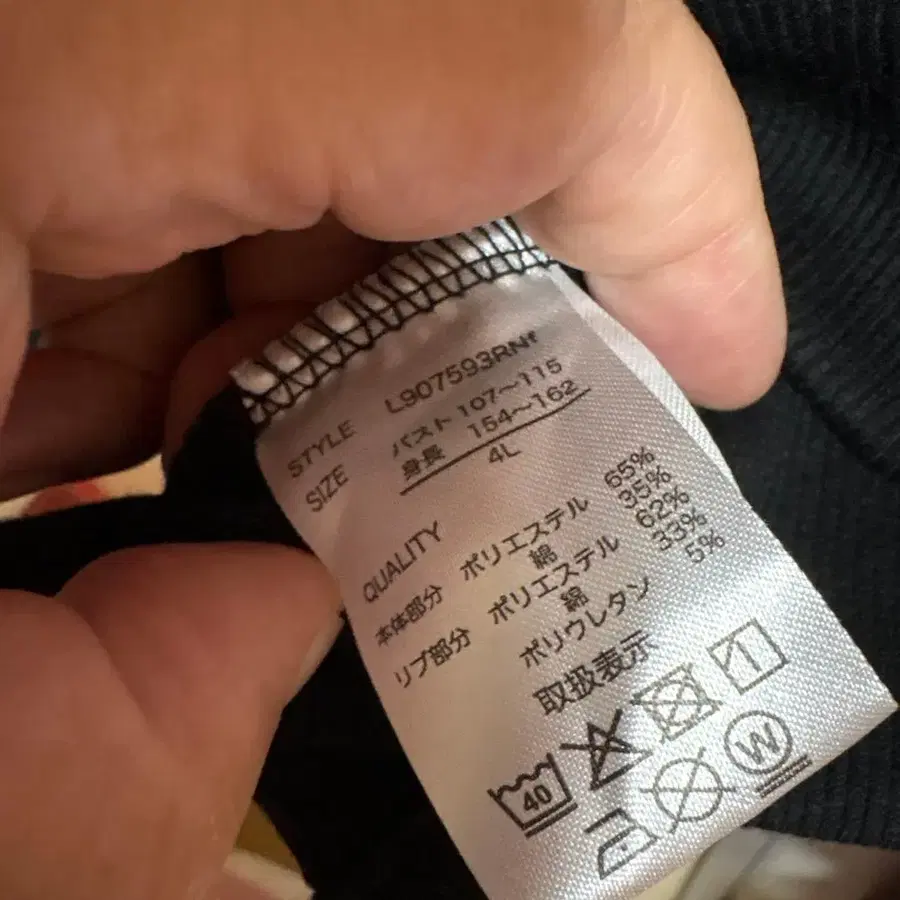 STYLE L907593RN
SIZE バスト 107～115
身長 154～162
4L
QUALITY
本体部分 ポリエステル 65%
綿 35%
リブ部分 ポリエステル 62%
綿 33%
ポリウレタン 5%
取扱表示
40
W